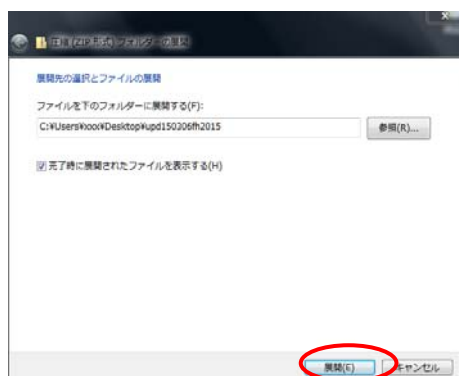 圧縮 (ZIP 形式) フォルダーの展開
展開先の選択とファイルの展開
ファイルを下のフォルダーに展開する(F):
C:¥Users¥xxx¥Desktop¥upd150306fh2015
参照(R)...
完了時に展開されたファイルを表示する(H)
展開(E)
キャンセル